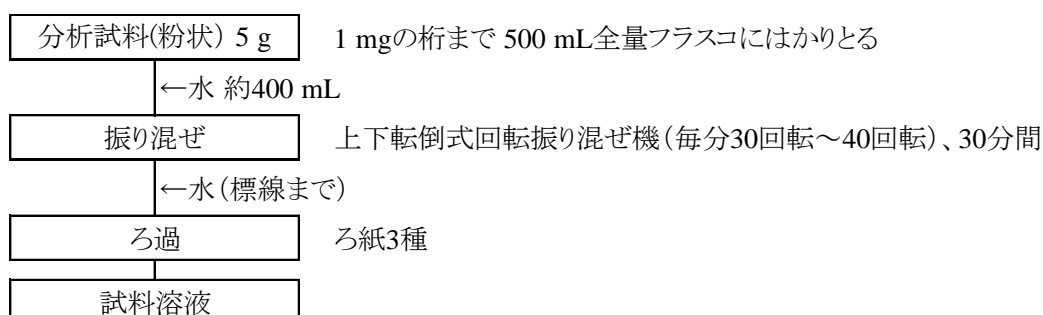 分析試料(粉状) 5 g 1 mgの桁まで 500 mL全量フラスコにはかりとる
←水 約400 mL
振り混ぜ 上下転倒式回転振り混ぜ機(毎分30回転～40回転)、30分間
←水(標線まで)
ろ過 ろ紙3種
試料溶液